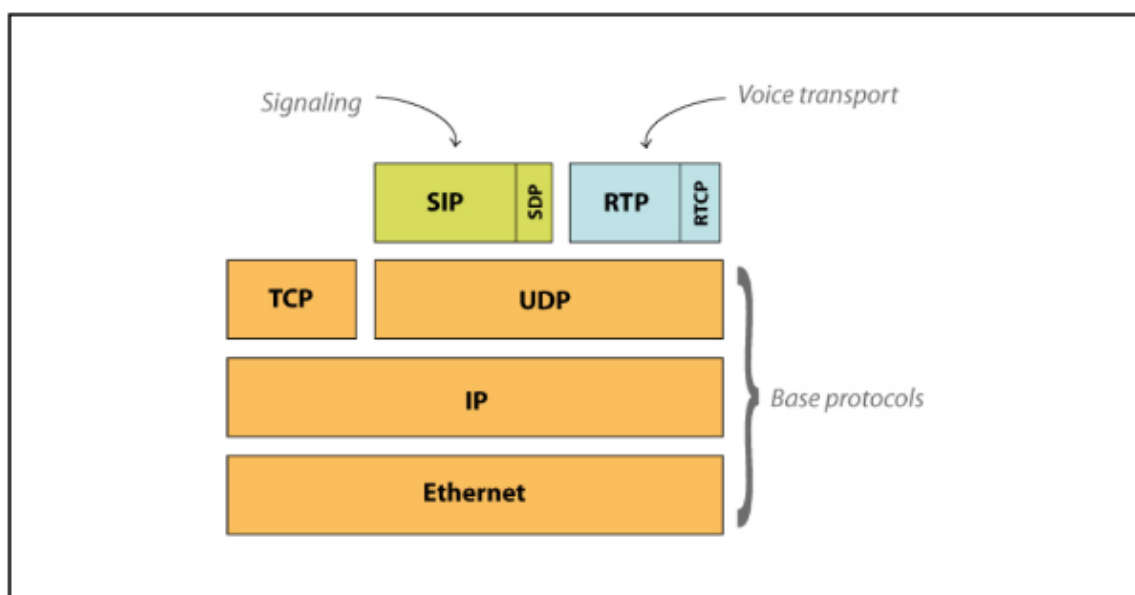 Signaling
Voice transport
SIP
SDP
RTP
RTCP
TCP
UDP
IP
Base protocols
Ethernet